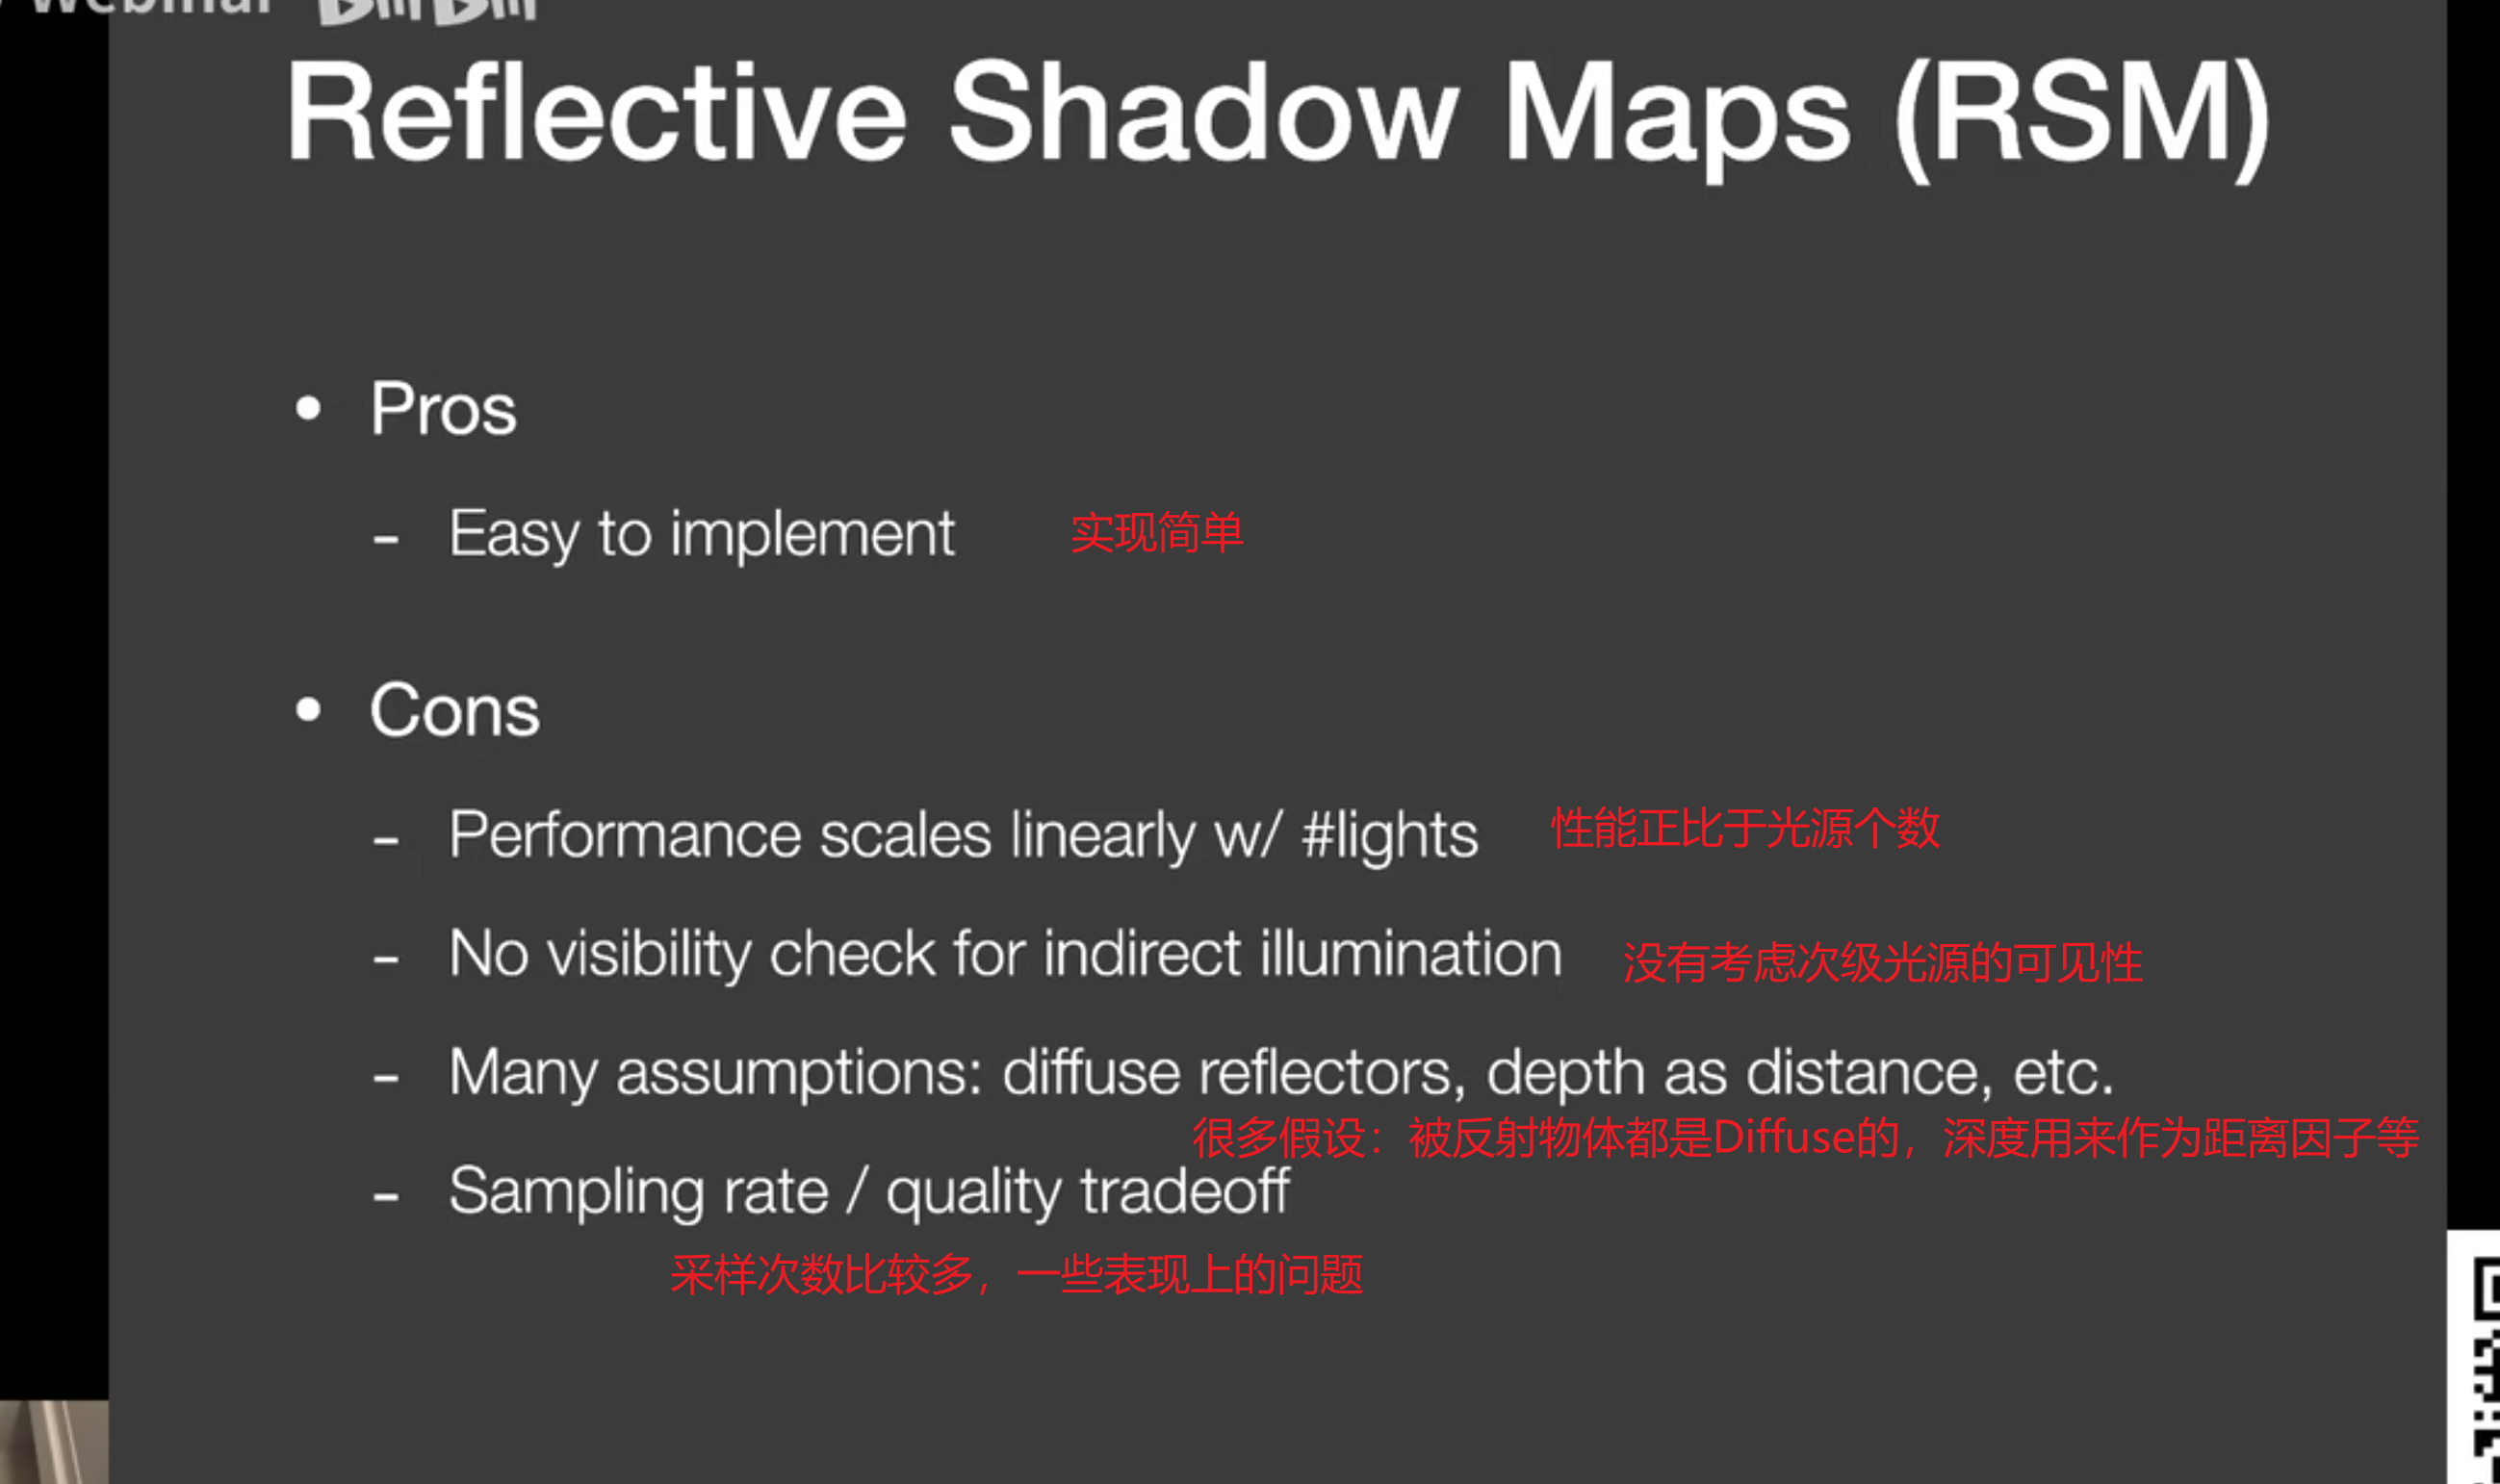 Webinar
Reflective Shadow Maps (RSM)
• Pros
- Easy to implement 实现简单
• Cons
- Performance scales linearly w/ #lights 性能正比于光源个数
- No visibility check for indirect illumination 没有考虑次级光源的可见性
- Many assumptions: diffuse reflectors, depth as distance, etc.
很多假设：被反射物体都是Diffuse的，深度用来作为距离因子等
- Sampling rate / quality tradeoff
采样次数比较多，一些表现上的问题